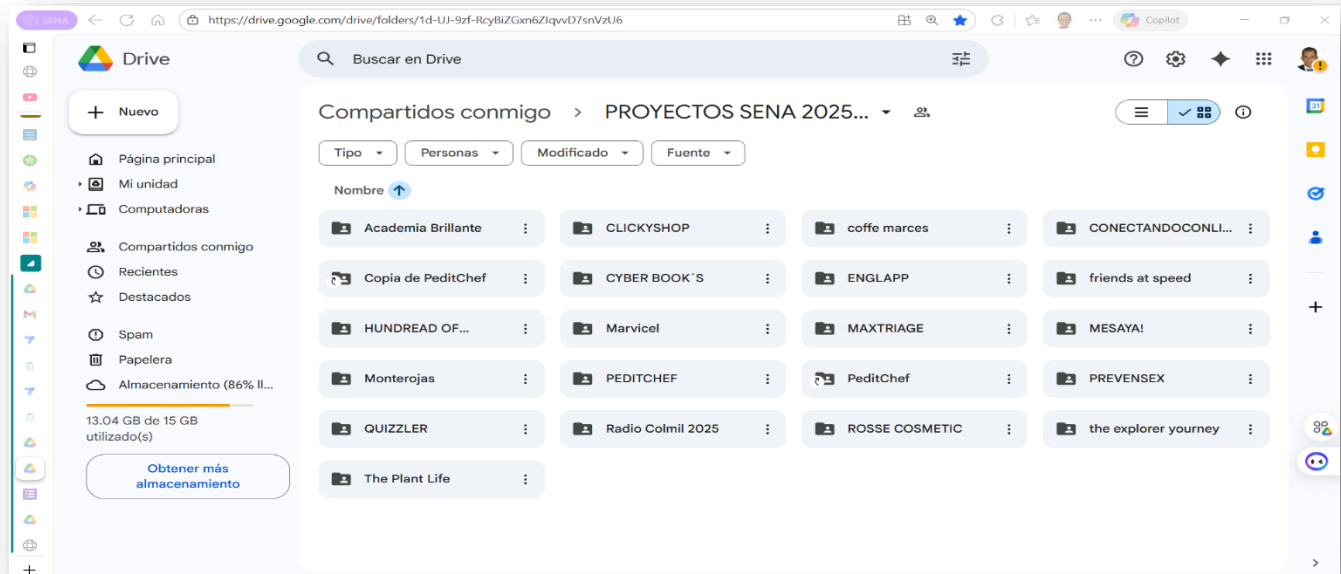 SENA
https://drive.google.com/drive/folders/1d-UJ-9zf-RcyBiZGxn6ZIqvvD7snVzU6
Copilot
Drive
Buscar en Drive
Nuevo
Compartidos conmigo > PROYECTOS SENA 2025...
Tipo Personas Modificado Fuente
Página principal
Mi unidad
Computadoras
Compartidos conmigo
Recientes
Destacados
Spam
Papelera
Almacenamiento (86% ll...
13.04 GB de 15 GB
utilizado(s)
Obtener más
almacenamiento
Nombre
Academia Brillante CLICKYSHOP coffe marces CONECTANDOCONLI...
Copia de PeditChef CYBER BOOK´S ENGLAPP friends at speed
HUNDREAD OF... Marvicel MAXTRIAGE MESAYA!
Monterojas PEDITCHEF PeditChef PREVENSEX
QUIZZLER Radio Colmil 2025 ROSSE COSMETIC the explorer yourney
The Plant Life
31